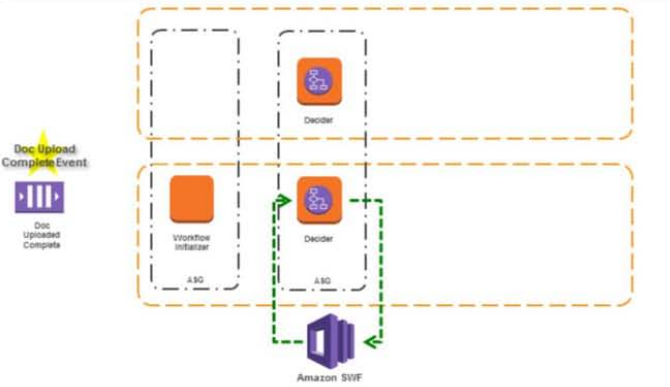 Decider
Doc Upload
Complete Event
Doc
Uploaded
Complete
Workflow
Initializer
ASG
Decider
ASG
Amazon SWF